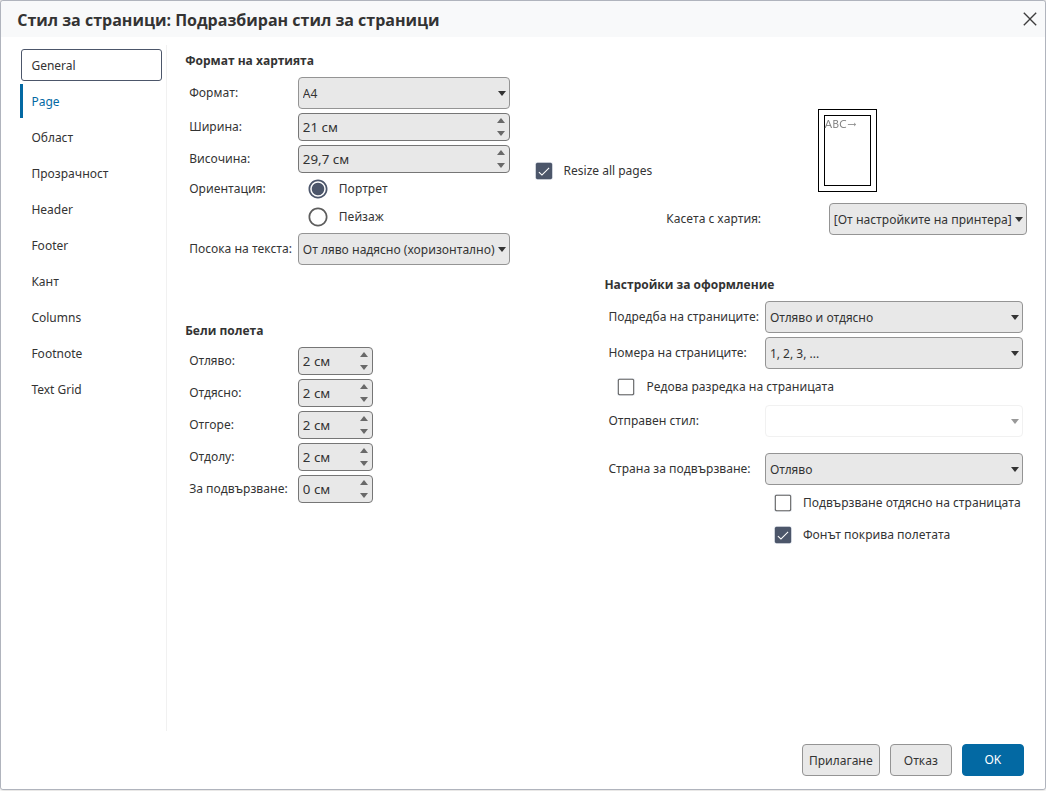 Стил за страници: Подразбиран стил за страници
General
Page
Област
Прозрачност
Header
Footer
Кант
Columns
Footnote
Text Grid
Формат на хартията
Формат:
A4
Ширина:
21 см
Височина:
29,7 см
Ориентация:
Портрет
Пейзаж
Посока на текста:
От ляво надясно (хоризонтално)
Resize all pages
ABC→
Касета с хартия:
[От настройките на принтера]
Бели полета
Отляво:
2 см
Отдясно:
2 см
Отгоре:
2 см
Отдолу:
2 см
За подвързване:
0 см
Настройки за оформление
Подредба на страниците:
Отляво и отдясно
Номера на страниците:
1, 2, 3, ...
Редова разредка на страницата
Отправен стил:
Страна за подвързване:
Отляво
Подвързване отдясно на страницата
Фонът покрива полетата
Прилагане
Отказ
OK